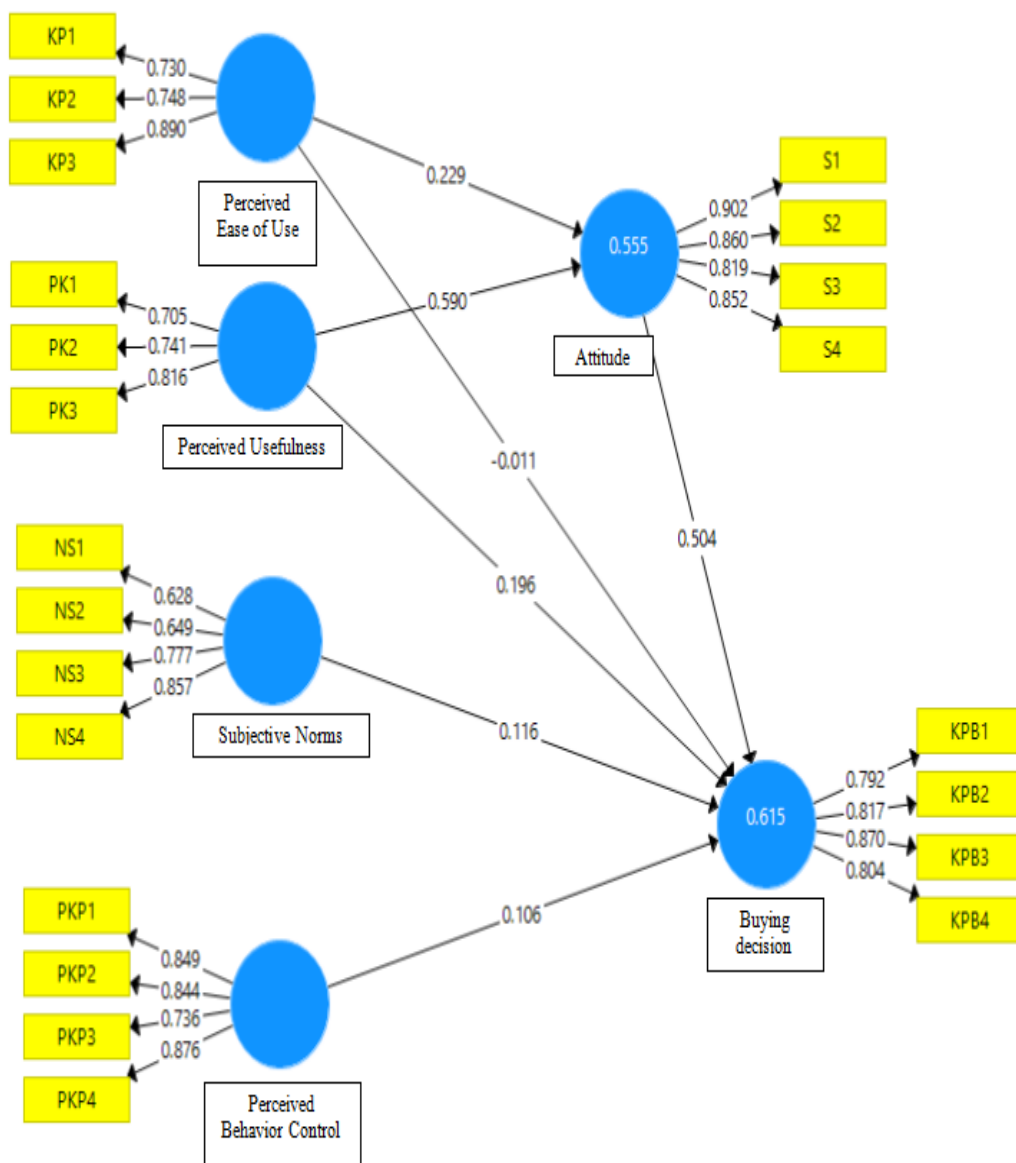 KP1
0.730
KP2
0.748
KP3
0.890
Perceived
Ease of Use
0.229
S1
0.902
S2
0.860
S3
0.819
S4
0.852
0.555
Attitude
PK1
0.705
PK2
0.741
PK3
0.816
0.590
Perceived Usefulness
-0.011
0.504
0.196
NS1
0.628
NS2
0.649
NS3
0.777
NS4
0.857
Subjective Norms
0.116
KPB1
0.792
KPB2
0.817
KPB3
0.870
KPB4
0.804
0.615
Buying
decision
PKP1
0.849
PKP2
0.844
PKP3
0.736
PKP4
0.876
0.106
Perceived
Behavior Control